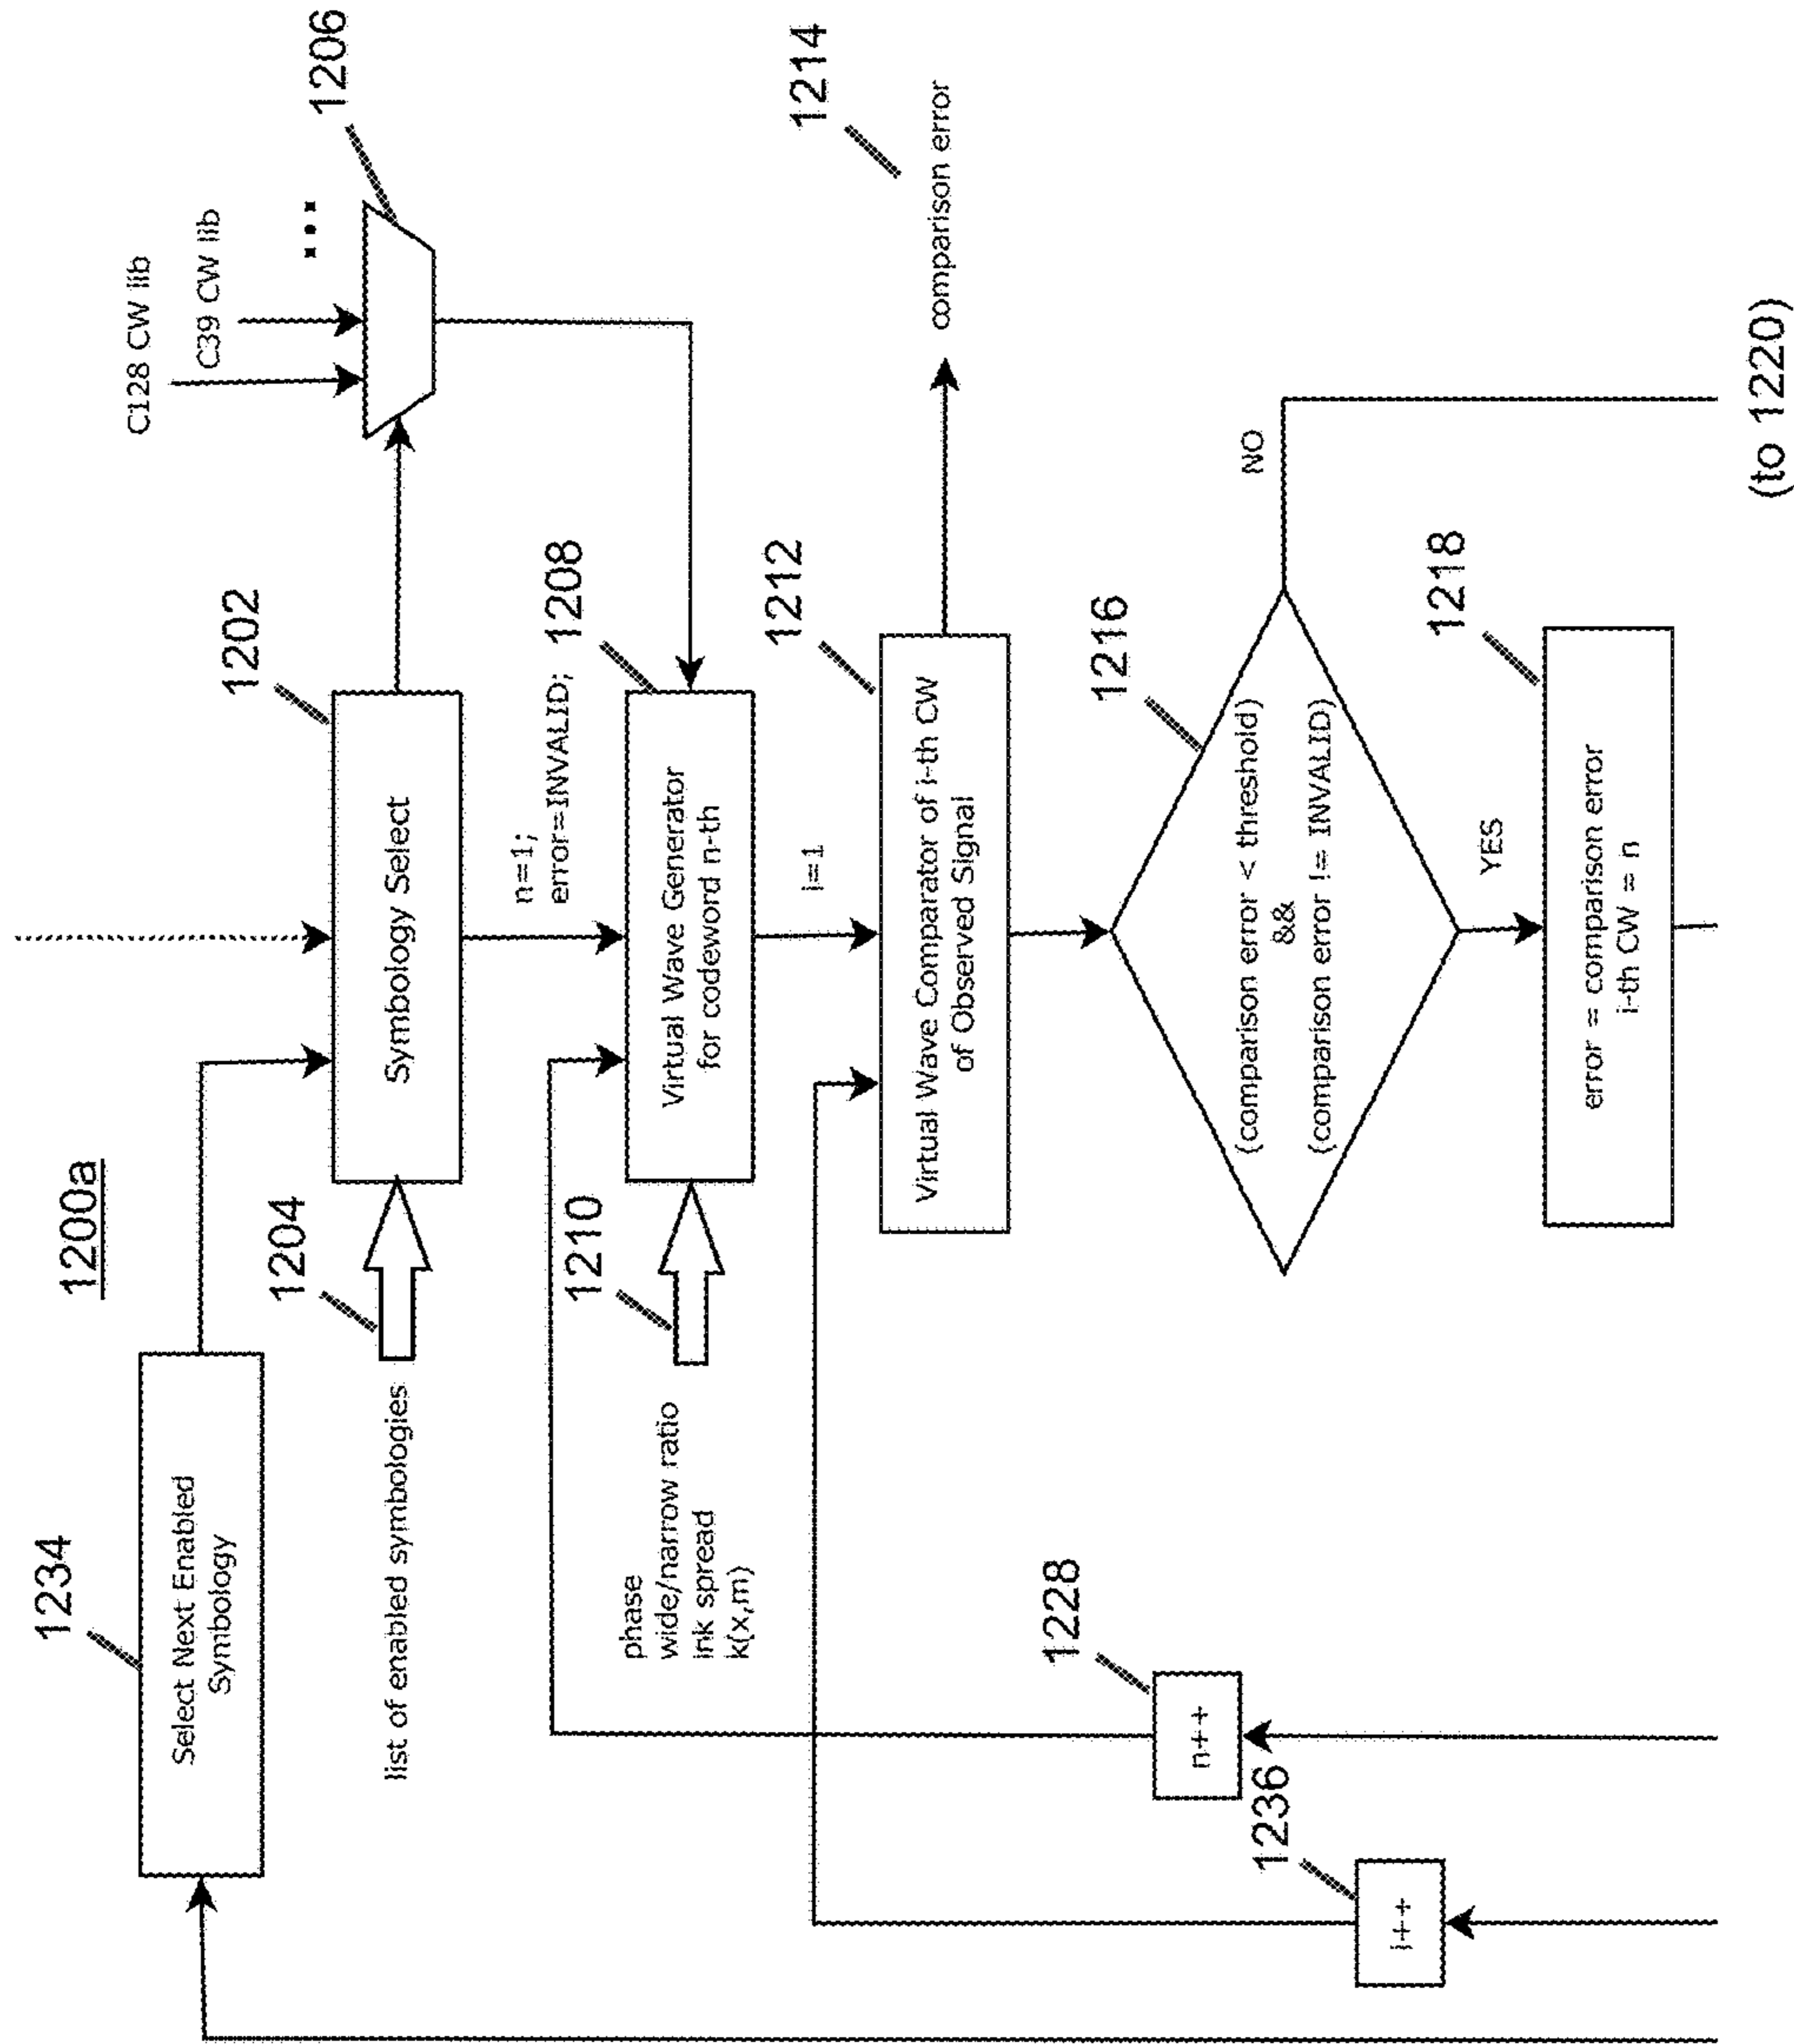 1200a
1234
Select Next Enabled
Symbology
C128 CW lib
C39 CW lib
...
1206
1202
Symbology Select
1204
list of enabled symbologies
n=1;
error=INVALID;
1208
Virtual Wave Generator
for codeword n-th
1210
phase
wide/narrow ratio
ink spread
k(x,m)
i=1
1212
Virtual Wave Comparator of i-th CW
of Observed Signal
1214
comparison error
1216
(comparison error < threshold)
&&
(comparison error != INVALID)
NO
YES
1218
error = comparison error
i-th CW = n
1228
n++
1236
i++
(to 1220)